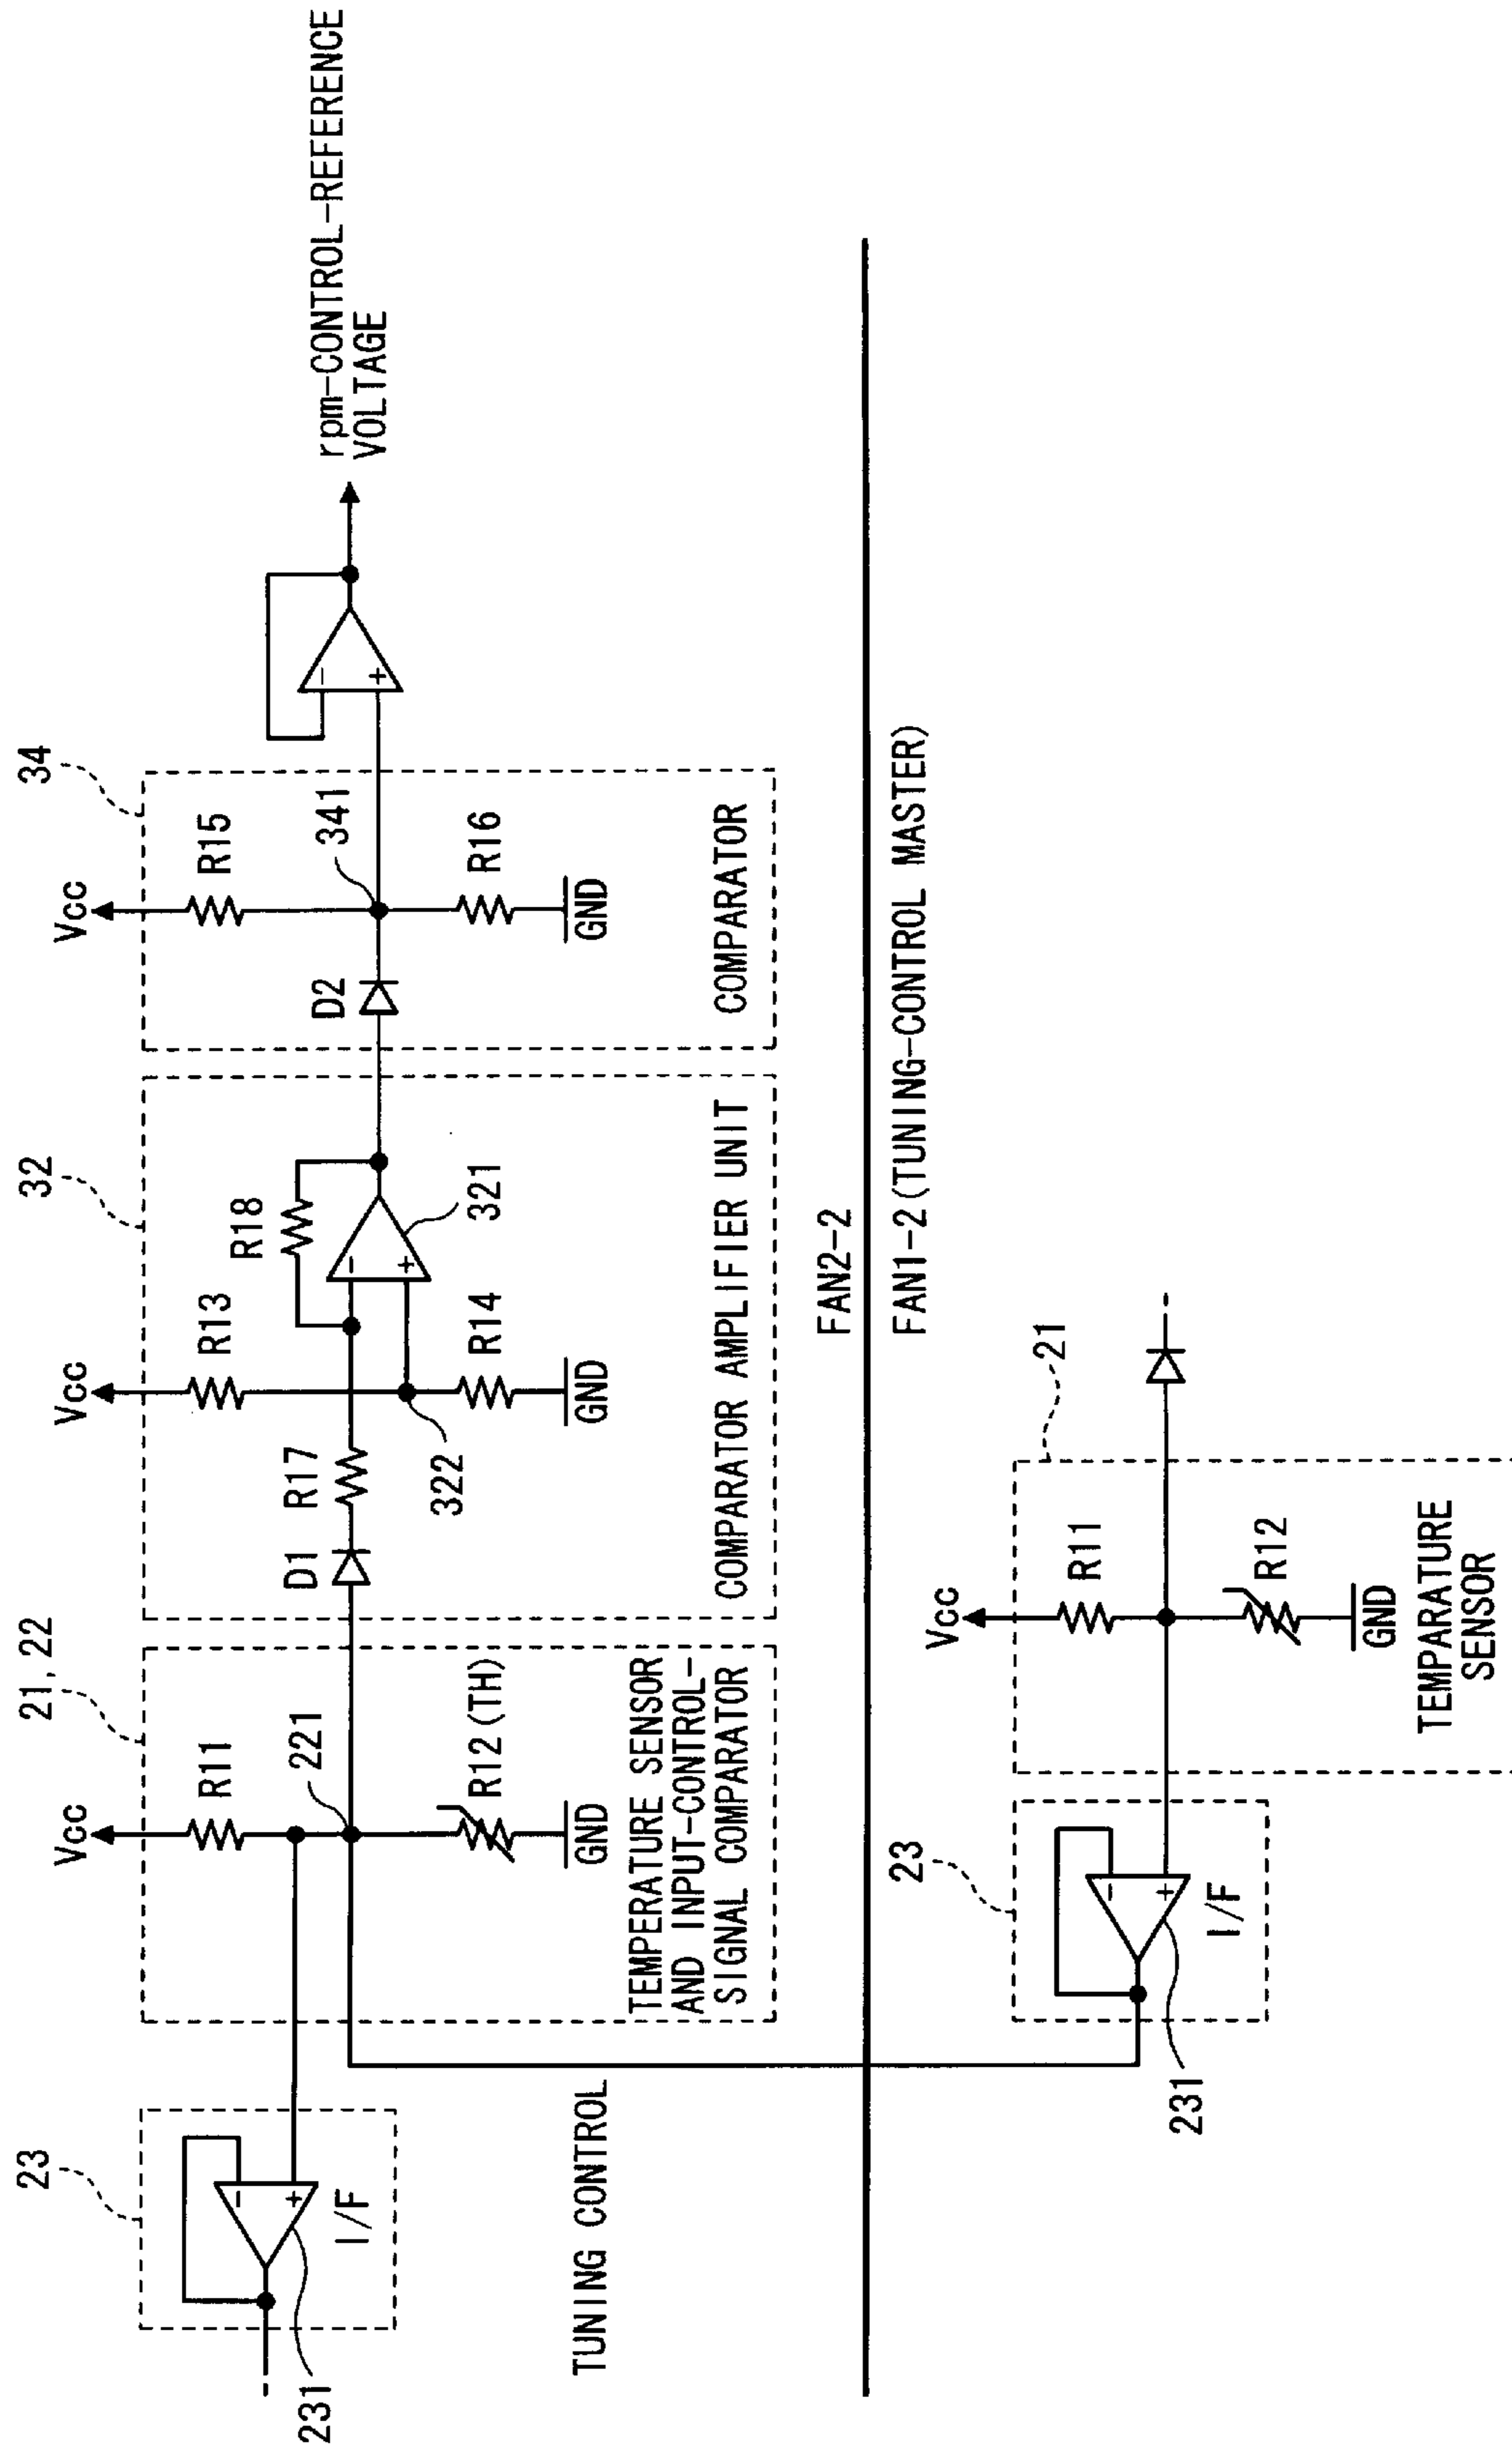 23
231
I/F
TUNING CONTROL
21, 22
Vcc
R11
221
R12(TH)
GND
TEMPERATURE SENSOR
AND INPUT-CONTROL-
SIGNAL COMPARATOR
32
D1
R17
Vcc
R13
R18
322
R14
GND
321
COMPARATOR AMPLIFIER UNIT
34
D2
Vcc
R15
341
R16
GND
COMPARATOR
rpm-CONTROL-REFERENCE
VOLTAGE
-
+
-
+
-
+
FAN2-2
FAN1-2(TUNING-CONTROL MASTER)
23
-
+
231
I/F
21
Vcc
R11
R12
GND
TEMPARATURE
SENSOR